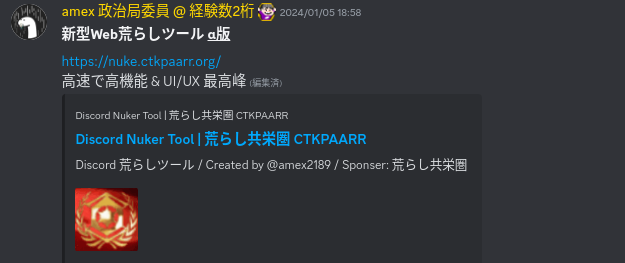 amex 政治局委員 @ 経験数2桁 2024/01/05 18:58
新型Web荒らしツール α版
https://nuke.ctkpaarr.org/
高速で高機能 & UI/UX 最高峰 (編集済)
Discord Nuker Tool | 荒らし共栄圏 CTKPAARR
Discord Nuker Tool | 荒らし共栄圏 CTKPAARR
Discord 荒らしツール / Created by @amex2189 / Sponser: 荒らし共栄圏